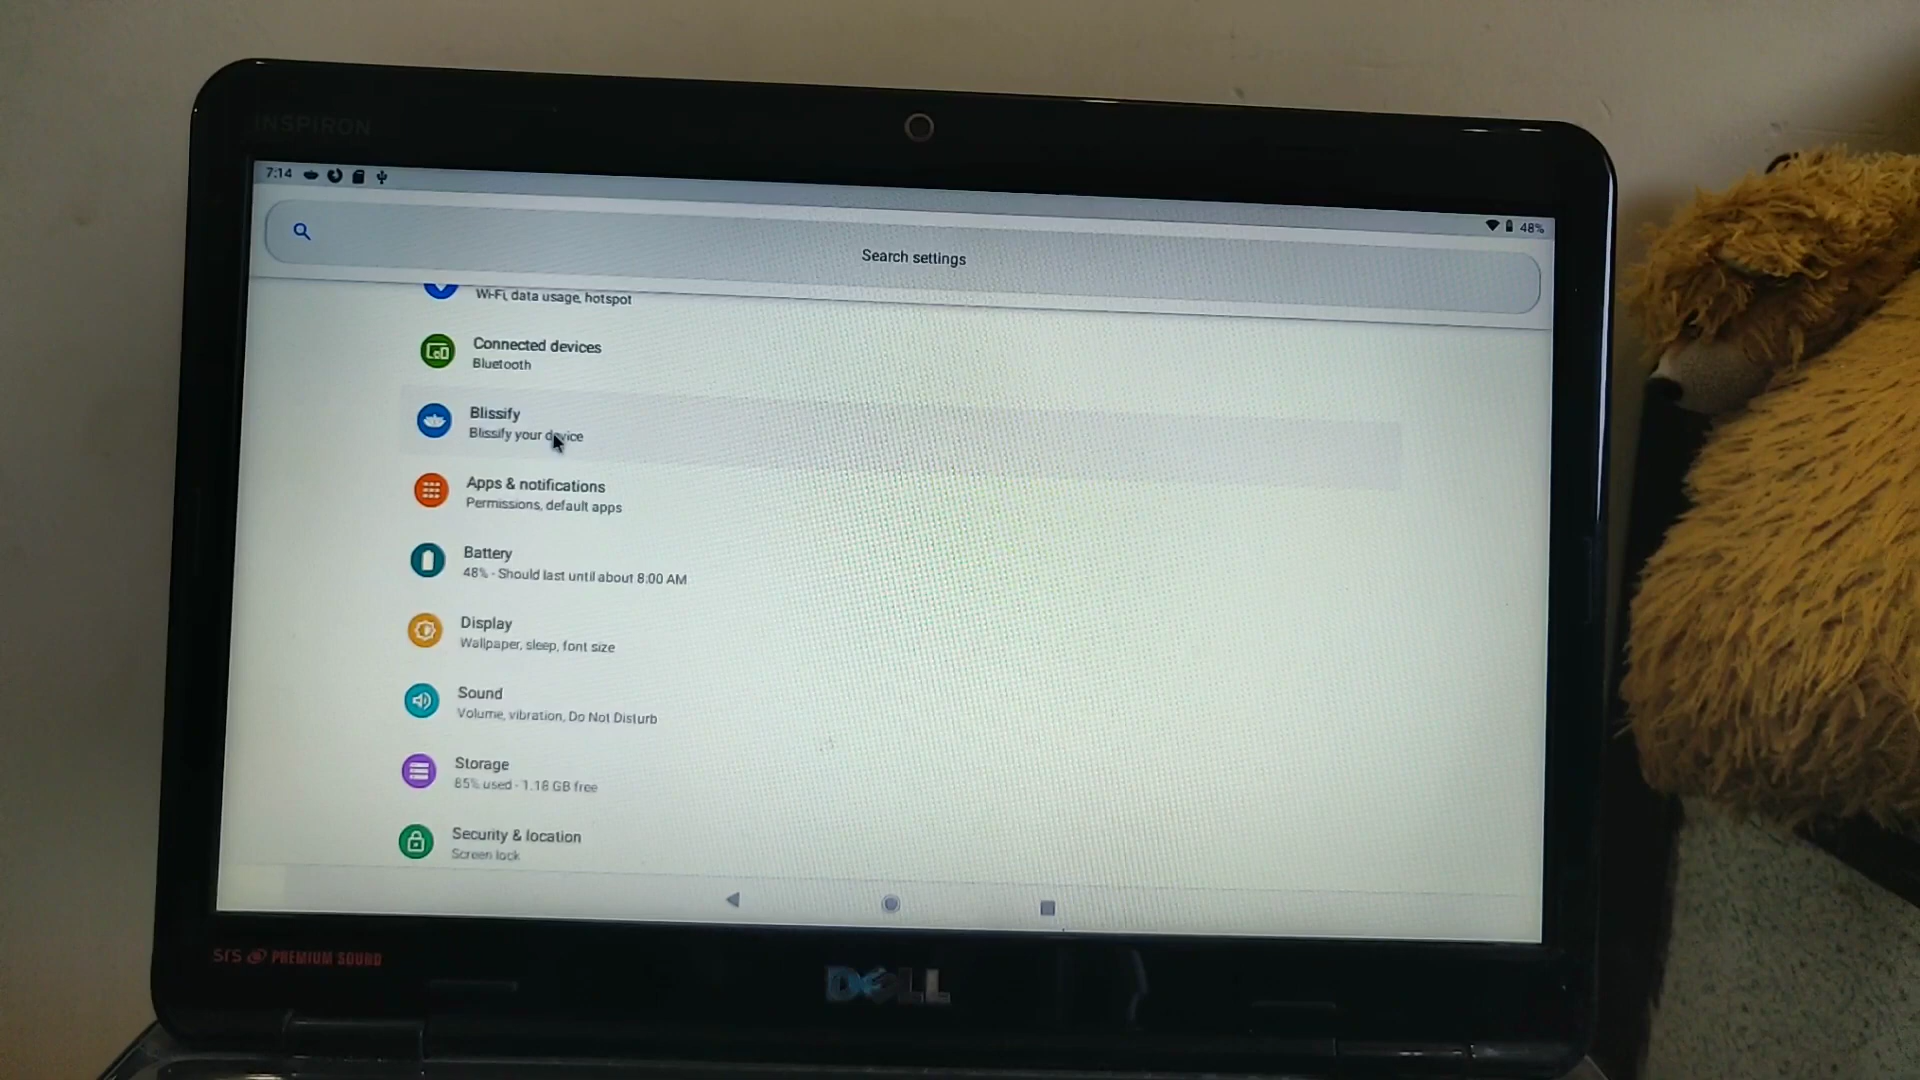 INSPIRON
7:14
48%
Search settings
Wi-Fi, data usage, hotspot
Connected devices
Bluetooth
Blissify
Blissify your device
Apps & notifications
Permissions, default apps
Battery
48% - Should last until about 8:00 AM
Display
Wallpaper, sleep, font size
Sound
Volume, vibration, Do Not Disturb
Storage
85% used - 1.18 GB free
Security & location
Screen lock
SRS PREMIUM SOUND
DELL